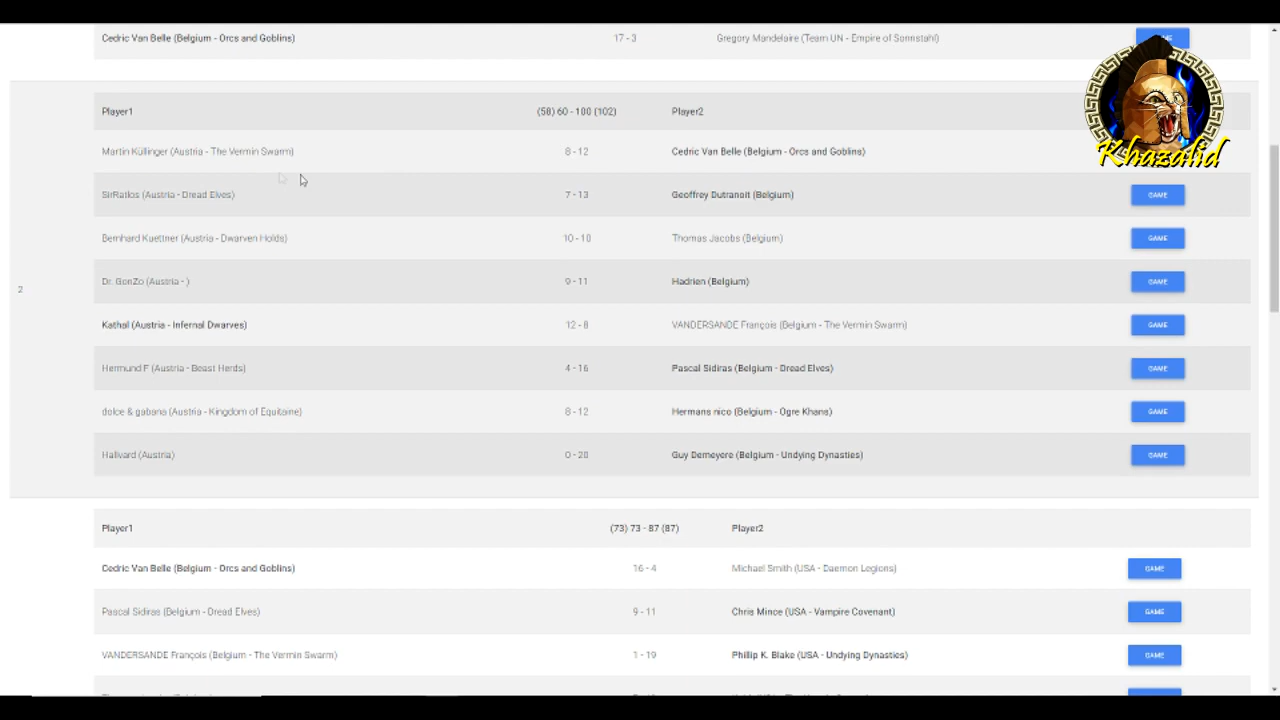 Cedric Van Belle (Belgium - Orcs and Goblins) 17 - 3 Gregory Mandelaire (Team UN - Empire of Sonnstahl)
Khazalid
Player1 (58) 60 - 100 (102) Player2
Martin Küllinger (Austria - The Vermin Swarm) 8 - 12 Cedric Van Belle (Belgium - Orcs and Goblins)
SirRatlos (Austria - Dread Elves) 7 - 13 Geoffrey Dutranoit (Belgium) GAME
Bernhard Kuettner (Austria - Dwarven Holds) 10 - 10 Thomas Jacobs (Belgium) GAME
2
Dr. GonZo (Austria - ) 9 - 11 Hadrien (Belgium) GAME
Kathal (Austria - Infernal Dwarves) 12 - 8 VANDERSANDE François (Belgium - The Vermin Swarm) GAME
Hermund F (Austria - Beast Herds) 4 - 16 Pascal Sidiras (Belgium - Dread Elves) GAME
dolce & gabana (Austria - Kingdom of Equitaine) 8 - 12 Hermans nico (Belgium - Ogre Khans) GAME
Hallvard (Austria) 0 - 20 Guy Demeyere (Belgium - Undying Dynasties) GAME
Player1 (73) 73 - 87 (87) Player2
Cedric Van Belle (Belgium - Orcs and Goblins) 16 - 4 Michael Smith (USA - Daemon Legions) GAME
Pascal Sidiras (Belgium - Dread Elves) 9 - 11 Chris Mince (USA - Vampire Covenant) GAME
VANDERSANDE François (Belgium - The Vermin Swarm) 1 - 19 Phillip K. Blake (USA - Undying Dynasties) GAME